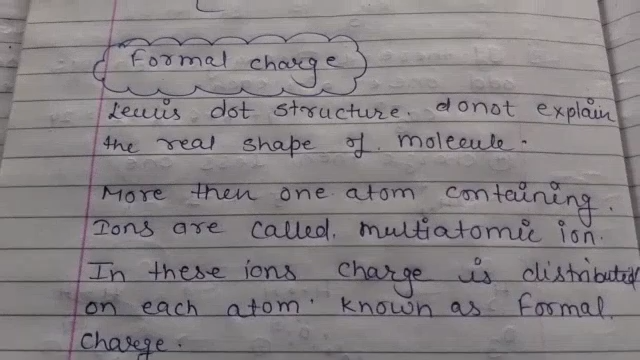 Formal charge
Lewis dot structure. donot explain
the real shape of molecule.
More then one atom containing.
Ions are called. multiatomic ion.
In these ions charge is distributed
on each atom. known as Formal.
charge.